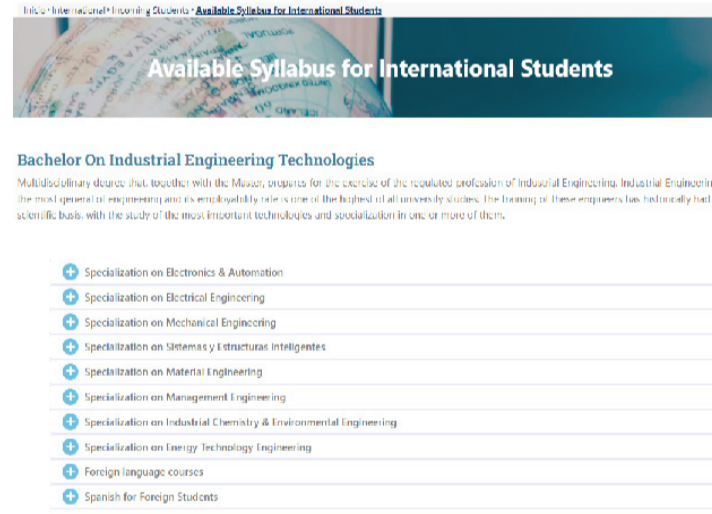 Inicio · International · Incoming Students · Available Syllabus for International Students
Available Syllabus for International Students
Bachelor On Industrial Engineering Technologies
Multidisciplinary degree that, together with the Master, prepares for the exercise of the regulated profession of Industrial Engineering. Industrial Engineerin
the most general of engineering and its employability rate is one of the highest of all university studies. The training of these engineers has historically had
scientific basis, with the study of the most important technologies and specialization in one or more of them.
Specialization on Electronics & Automation
Specialization on Electrical Engineering
Specialization on Mechanical Engineering
Specialization on Sistemas y Estructuras Inteligentes
Specialization on Material Engineering
Specialization on Management Engineering
Specialization on Industrial Chemistry & Environmental Engineering
Specialization on Energy Technology Engineering
Foreign language courses
Spanish for Foreign Students